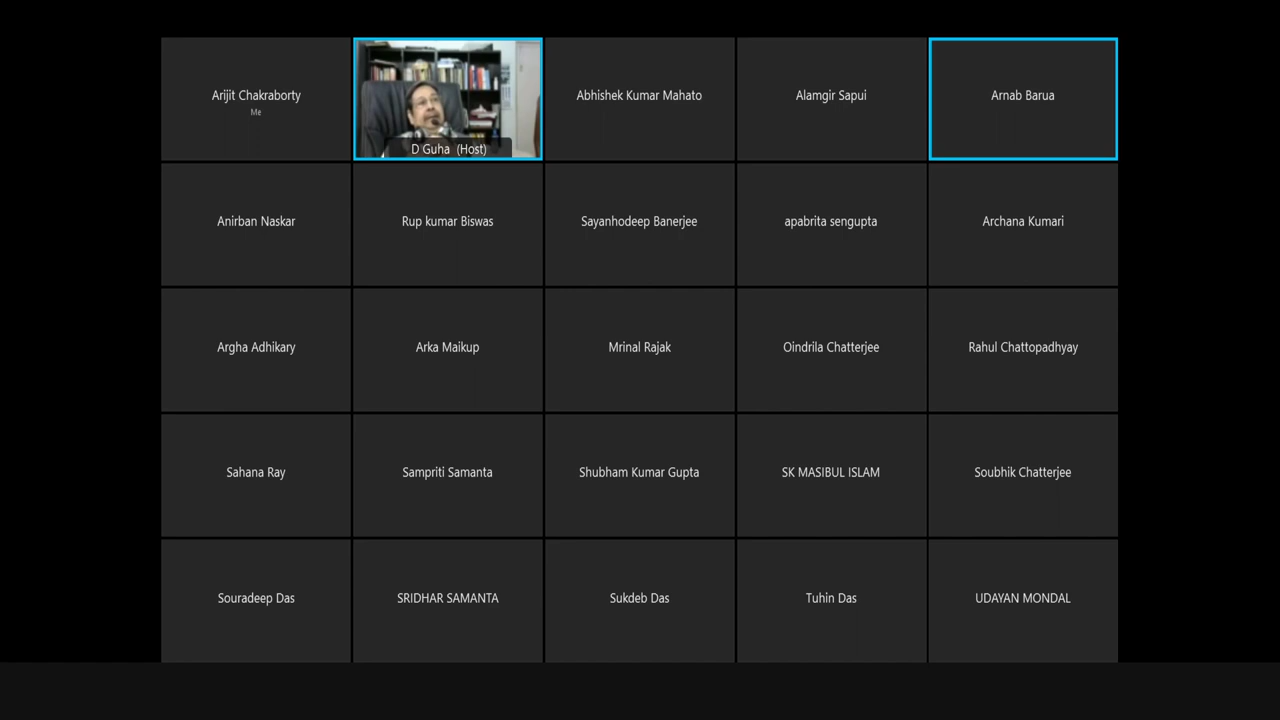 Arijit Chakraborty
Me
D Guha (Host)
Abhishek Kumar Mahato
Alamgir Sapui
Arnab Barua
Anirban Naskar
Rup kumar Biswas
Sayanhodeep Banerjee
apabrita sengupta
Archana Kumari
Argha Adhikary
Arka Maikup
Mrinal Rajak
Oindrila Chatterjee
Rahul Chattopadhyay
Sahana Ray
Sampriti Samanta
Shubham Kumar Gupta
SK MASIBUL ISLAM
Soubhik Chatterjee
Souradeep Das
SRIDHAR SAMANTA
Sukdeb Das
Tuhin Das
UDAYAN MONDAL